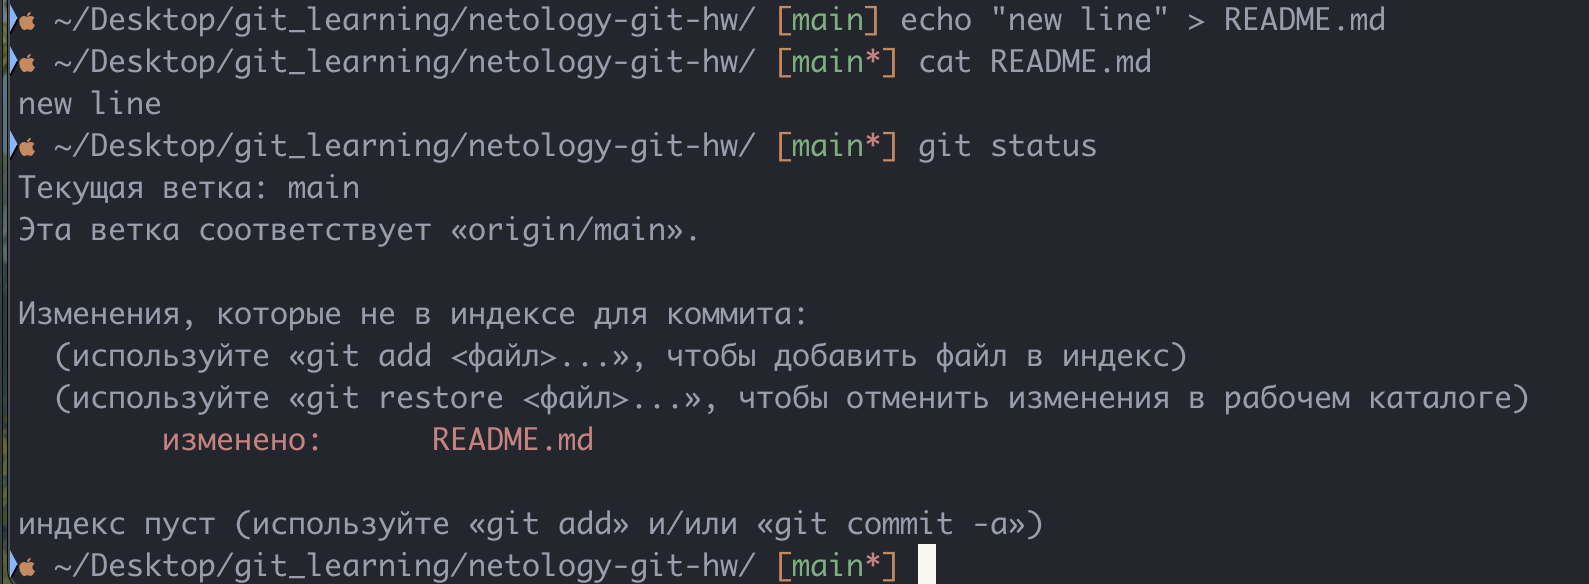 ~/Desktop/git_learning/netology-git-hw/ [main] echo "new line" > README.md
~/Desktop/git_learning/netology-git-hw/ [main*] cat README.md
new line
~/Desktop/git_learning/netology-git-hw/ [main*] git status
Текущая ветка: main
Эта ветка соответствует «origin/main».
Изменения, которые не в индексе для коммита:
(используйте «git add <файл>...», чтобы добавить файл в индекс)
(используйте «git restore <файл>...», чтобы отменить изменения в рабочем каталоге)
изменено: README.md
индекс пуст (используйте «git add» и/или «git commit -a»)
~/Desktop/git_learning/netology-git-hw/ [main*]